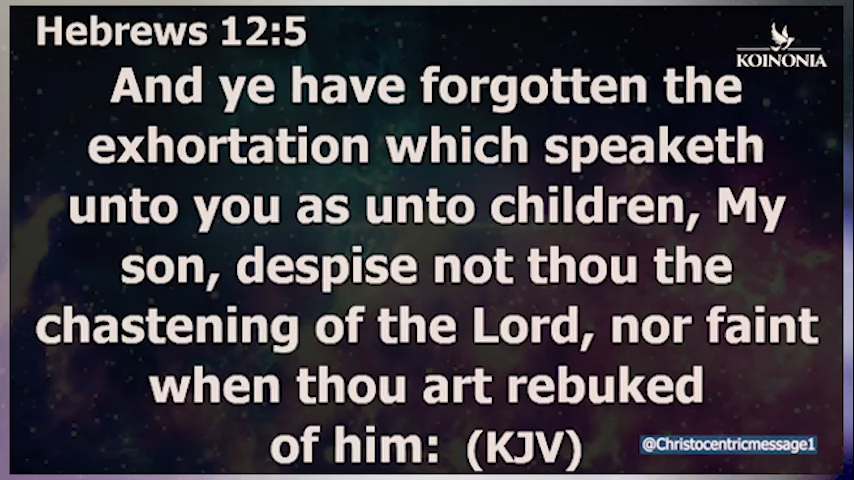 Hebrews 12:5
KOINONIA
And ye have forgotten the
exhortation which speaketh
unto you as unto children, My
son, despise not thou the
chastening of the Lord, nor faint
when thou art rebuked
of him: (KJV)
@Christocentricmessage1